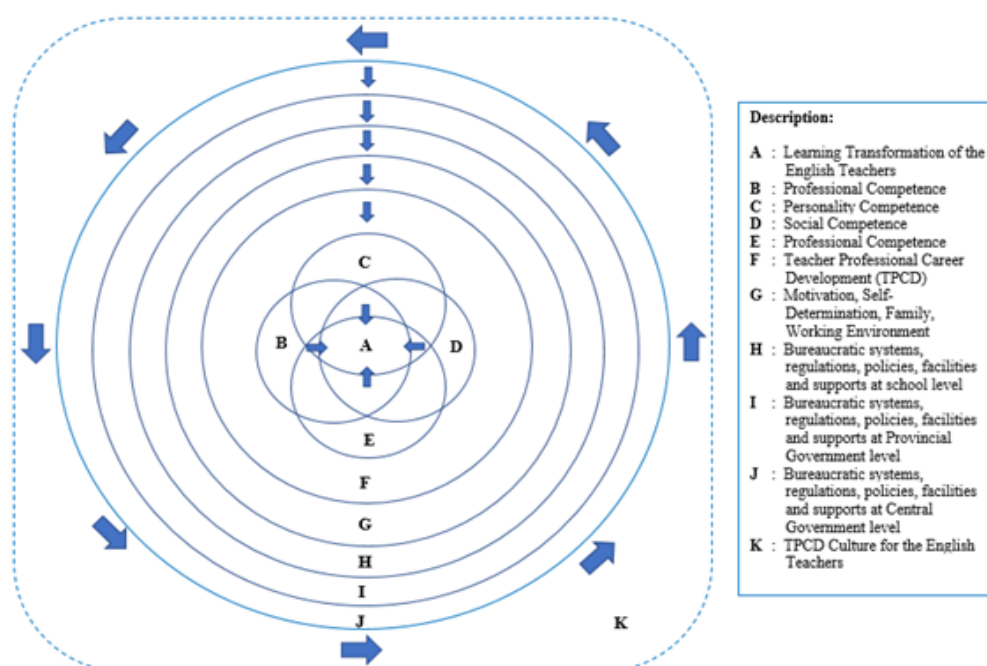 C
B
A
D
E
F
G
H
I
J
K
Description:
A : Learning Transformation of the
English Teachers
B : Professional Competence
C : Personality Competence
D : Social Competence
E : Professional Competence
F : Teacher Professional Career
Development (TPCD)
G : Motivation, Self-
Determination, Family,
Working Environment
H : Bureaucratic systems,
regulations, policies, facilities
and supports at school level
I : Bureaucratic systems,
regulations, policies, facilities
and supports at Provincial
Government level
J : Bureaucratic systems,
regulations, policies, facilities
and supports at Central
Government level
K : TPCD Culture for the English
Teachers